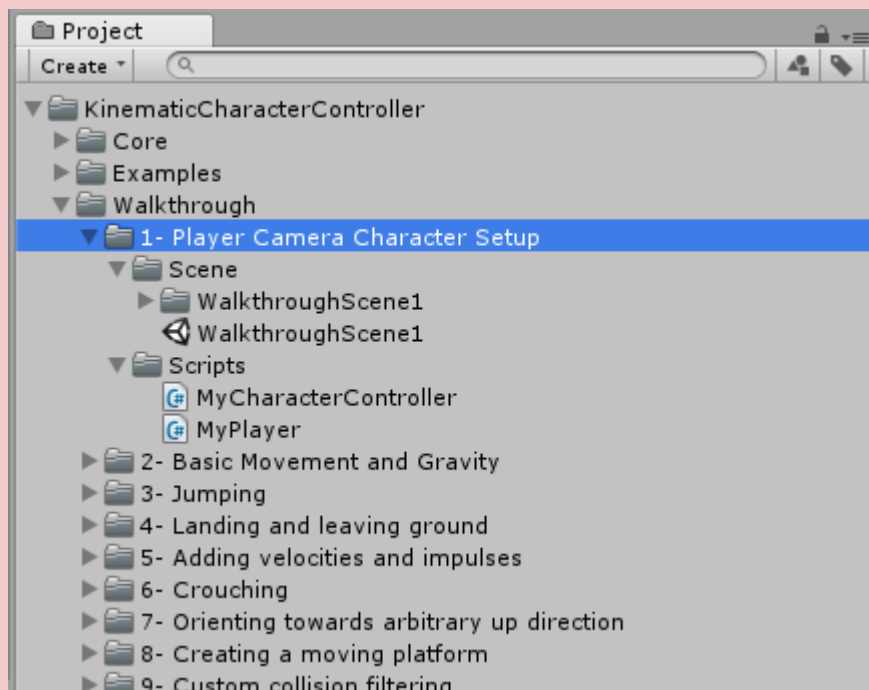 Project
Create
KinematicCharacterController
Core
Examples
Walkthrough
1- Player Camera Character Setup
Scene
WalkthroughScene1
WalkthroughScene1
Scripts
MyCharacterController
MyPlayer
2- Basic Movement and Gravity
3- Jumping
4- Landing and leaving ground
5- Adding velocities and impulses
6- Crouching
7- Orienting towards arbitrary up direction
8- Creating a moving platform
9- Custom collision filtering